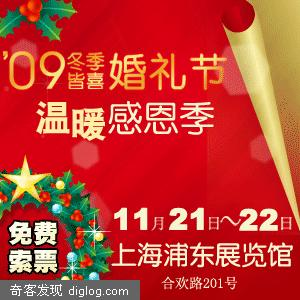 '09冬季皆喜婚礼节
温暖感恩季
11月21日～22日
免费索票
上海浦东展览馆
合欢路201号
奇客发现 diglog.com